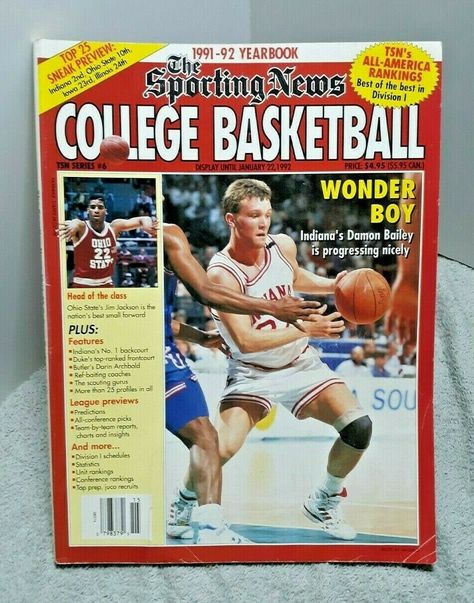 1991-92 YEARBOOK
TOP 25
SNEAK PREVIEW:
Indiana 2nd, Ohio State 10th,
Iowa 23rd, Illinois 24th
The
Sporting News
TSN's
ALL-AMERICA
RANKINGS
Best of the best in
Division I
COLLEGE BASKETBALL
TSN SERIES #6
DISPLAY UNTIL JANUARY 22, 1992
PRICE: $4.95 ($5.95 CAN.)
WONDER
BOY
Indiana's Damon Bailey
is progressing nicely
OHIO
22
STATE
INDIANA
Head of the class
Ohio State's Jim Jackson is the
nation's best small forward
PLUS:
Features
•Indiana's No. 1 backcourt
•Duke's top-ranked frontcourt
•Butler's Darin Archbold
•Ref-baiting coaches
•The scouting gurus
•More than 25 profiles in all
League previews
•Predictions
•All-conference picks
•Team-by-team reports,
charts and insights
And more...
•Division I schedules
•Statistics
•Unit rankings
•Conference rankings
•Top prep, juco recruits
SOU
15